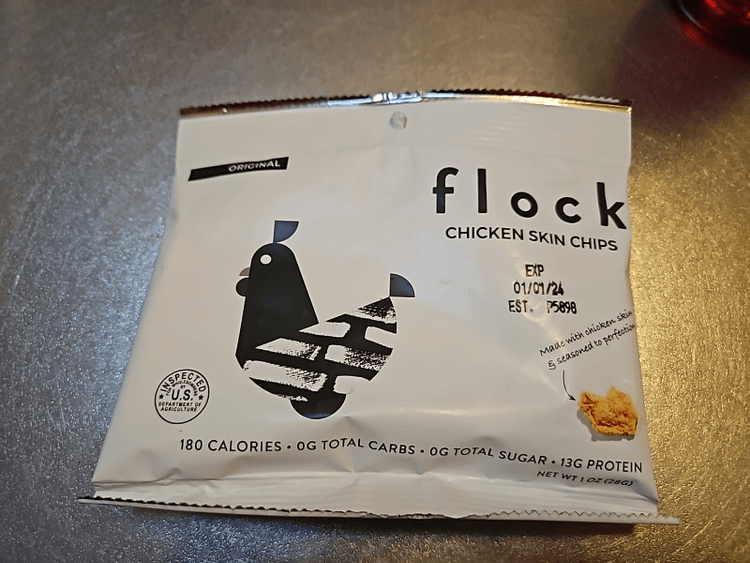 ORIGINAL
flock
CHICKEN SKIN CHIPS
EXP
01/01/24
EST. P5898
Made with chicken skin
& seasoned to perfection
INSPECTED
U.S.
DEPARTMENT OF
AGRICULTURE
180 CALORIES • 0G TOTAL CARBS • 0G TOTAL SUGAR • 13G PROTEIN
NET WT 1 OZ (28G)